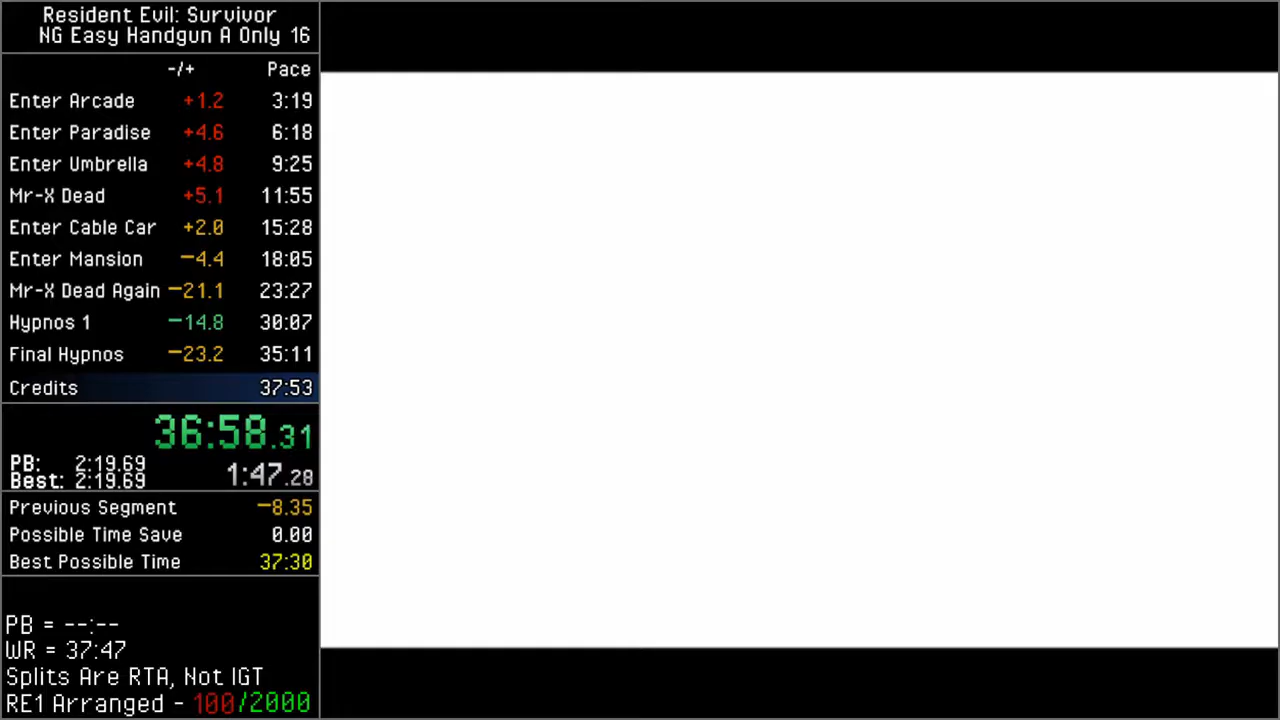 Resident Evil: Survivor
NG Easy Handgun A Only 16
-/+ Pace
Enter Arcade +1.2 3:19
Enter Paradise +4.6 6:18
Enter Umbrella +4.8 9:25
Mr-X Dead +5.1 11:55
Enter Cable Car +2.0 15:28
Enter Mansion -4.4 18:05
Mr-X Dead Again -21.1 23:27
Hypnos 1 -14.8 30:07
Final Hypnos -23.2 35:11
Credits 37:53
36:58.31
PB: 2:19.69
Best: 2:19.69 1:47.28
Previous Segment -8.35
Possible Time Save 0.00
Best Possible Time 37:30
PB = --:--
WR = 37:47
Splits Are RTA, Not IGT
RE1 Arranged - 100/2000